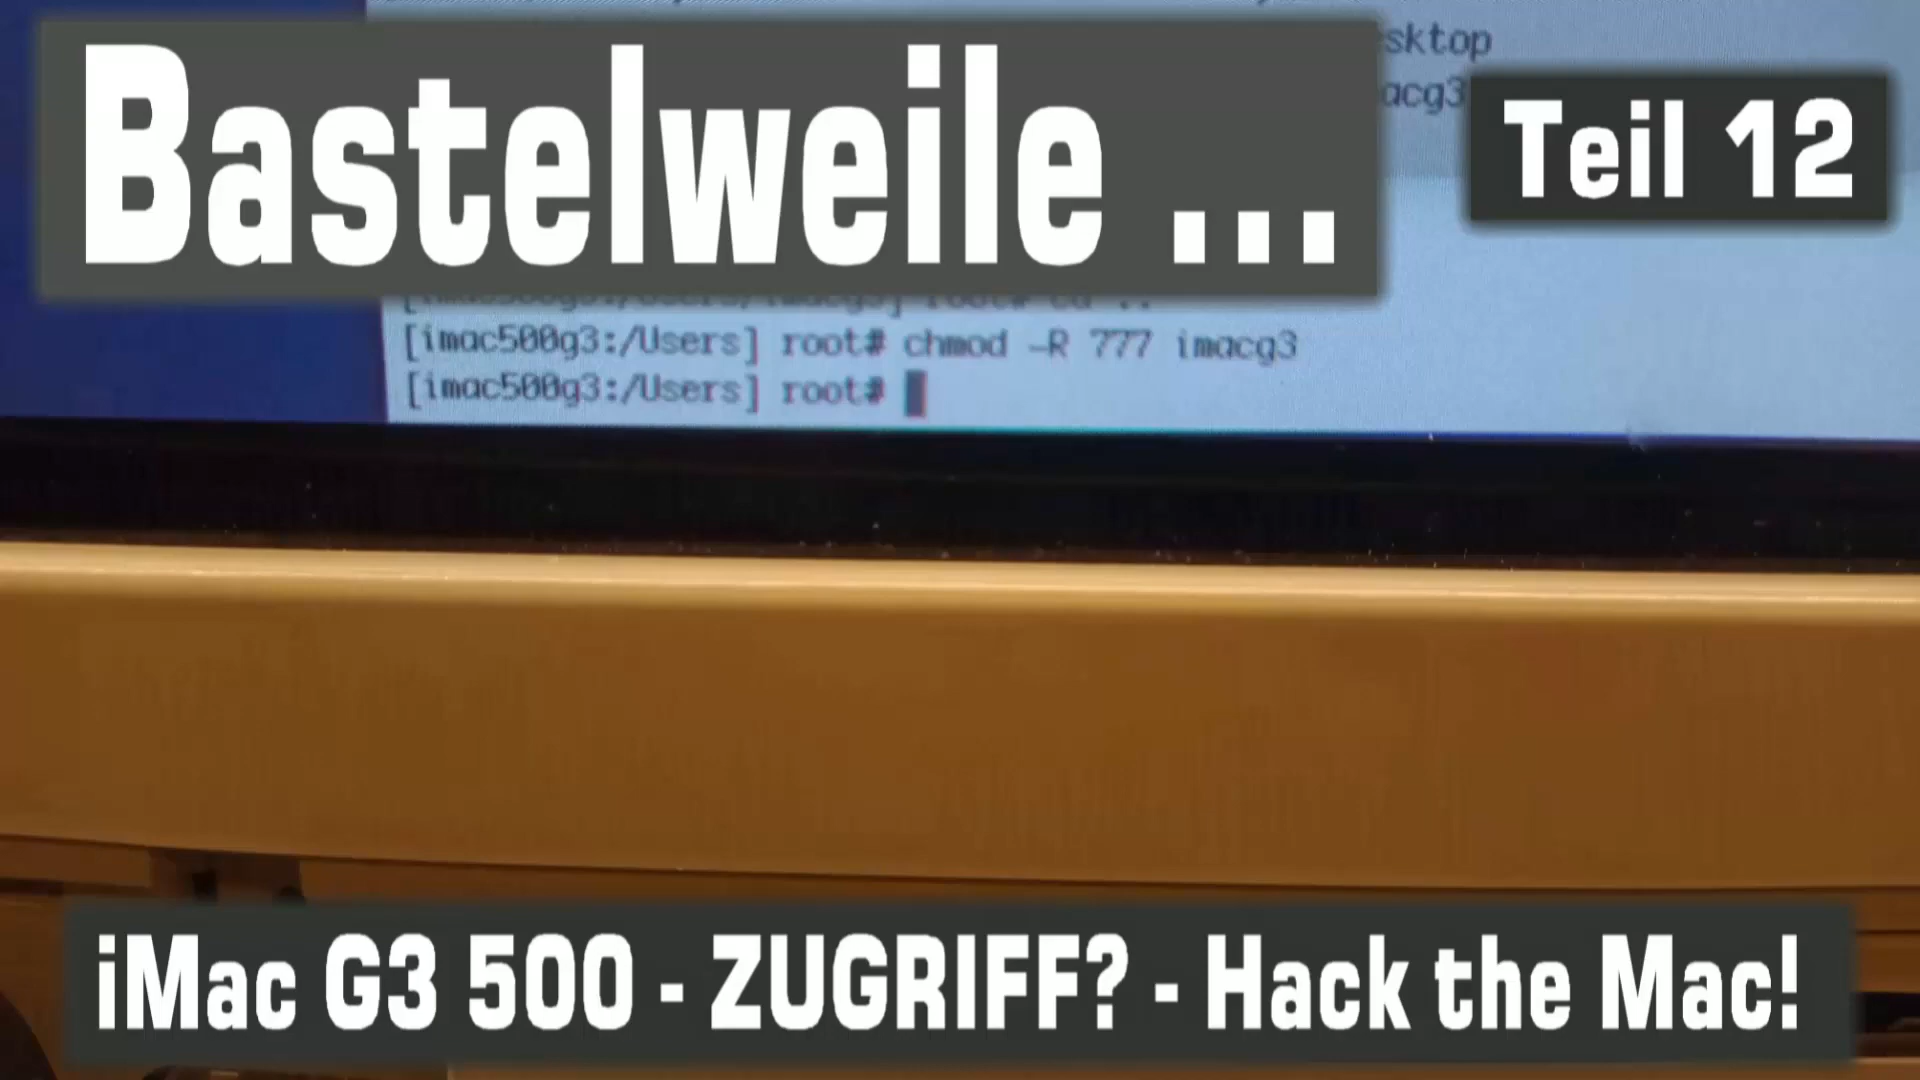 sktop
Bastelweile ...
acg3
Teil 12
[imac500g3:/Users] root# chmod -R 777 imacg3
[imac500g3:/Users] root#
iMac G3 500 - ZUGRIFF? - Hack the Mac!